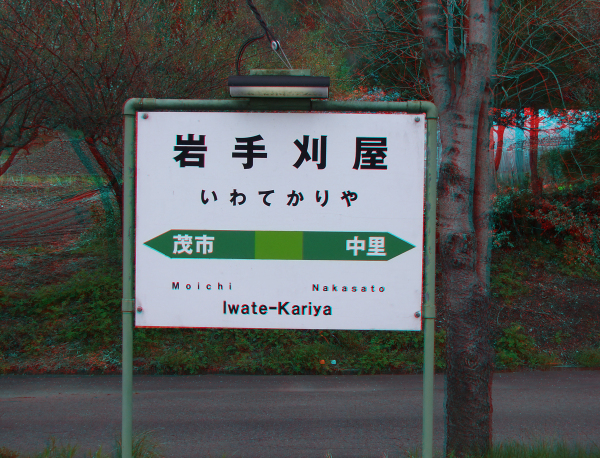 岩手刈屋
いわてかりや
茂市 中里
Moichi Nakasato
Iwate-Kariya